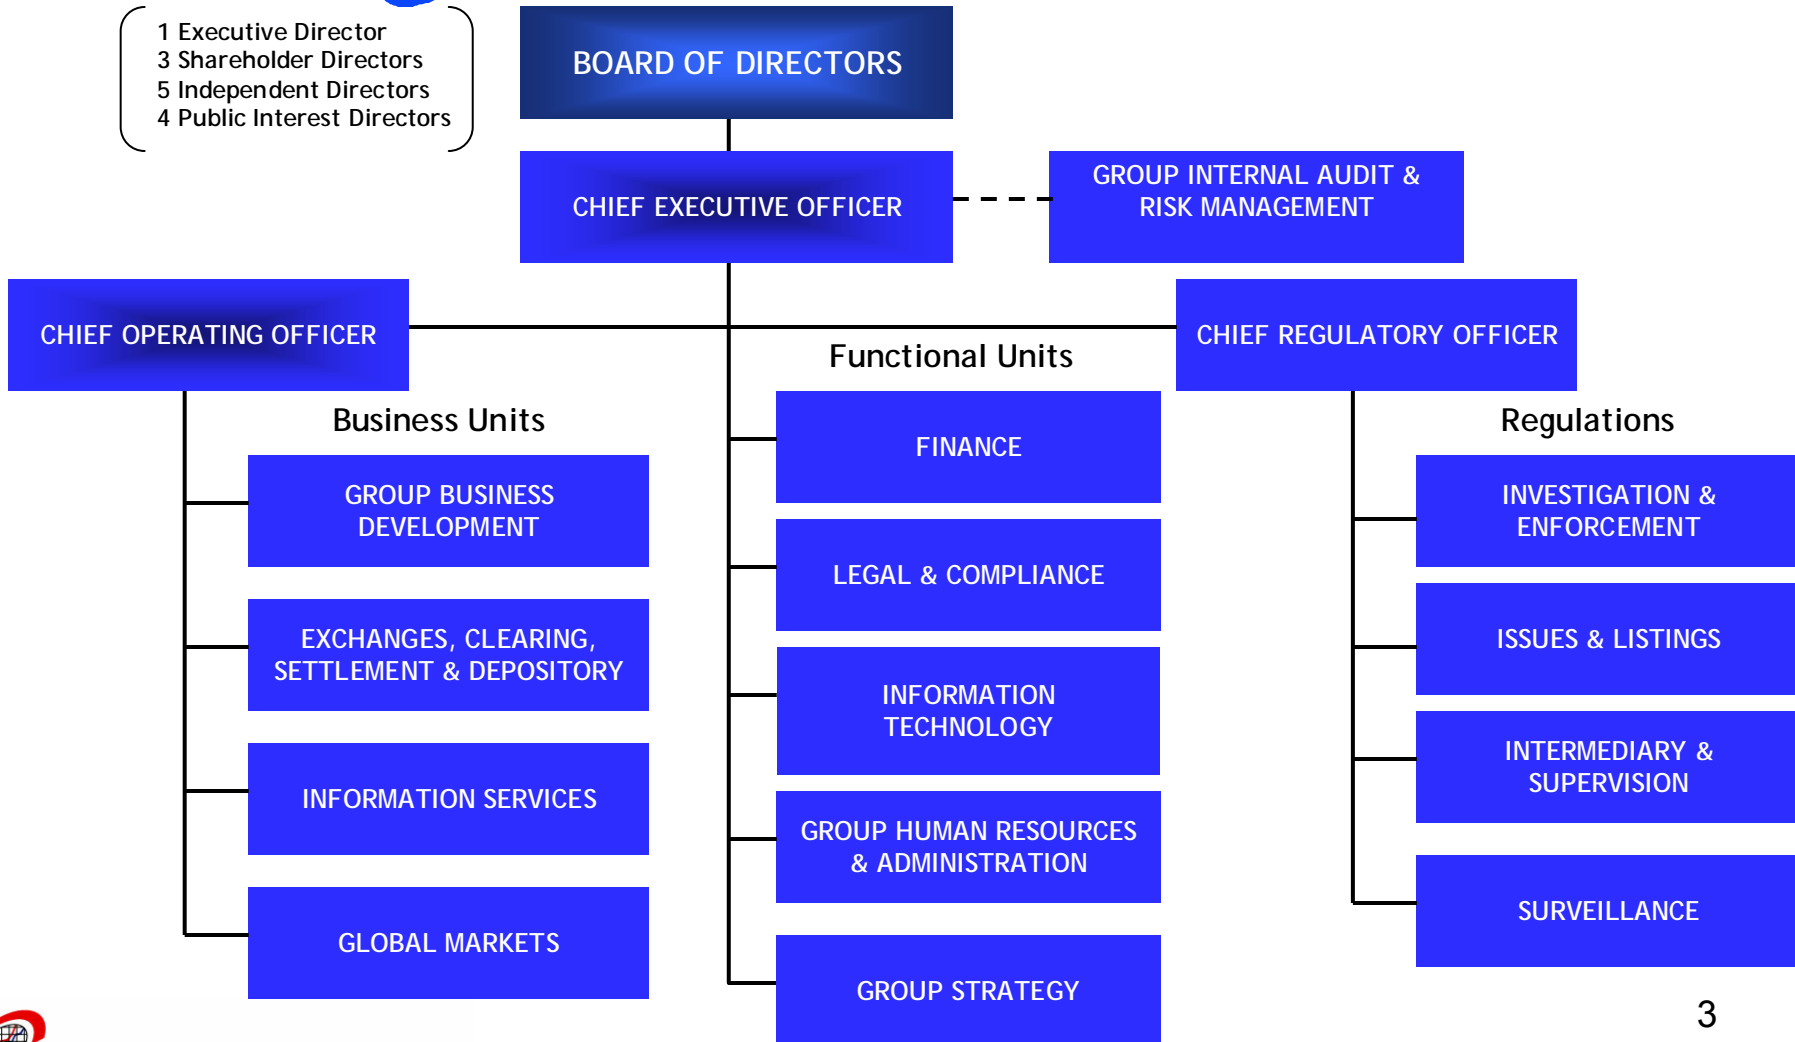 1 Executive Director
3 Shareholder Directors
5 Independent Directors
4 Public Interest Directors
BOARD OF DIRECTORS
CHIEF EXECUTIVE OFFICER
GROUP INTERNAL AUDIT &
RISK MANAGEMENT
CHIEF OPERATING OFFICER
CHIEF REGULATORY OFFICER
Business Units
GROUP BUSINESS
DEVELOPMENT
EXCHANGES, CLEARING,
SETTLEMENT & DEPOSITORY
INFORMATION SERVICES
GLOBAL MARKETS
Functional Units
FINANCE
LEGAL & COMPLIANCE
INFORMATION
TECHNOLOGY
GROUP HUMAN RESOURCES
& ADMINISTRATION
GROUP STRATEGY
Regulations
INVESTIGATION &
ENFORCEMENT
ISSUES & LISTINGS
INTERMEDIARY &
SUPERVISION
SURVEILLANCE
3